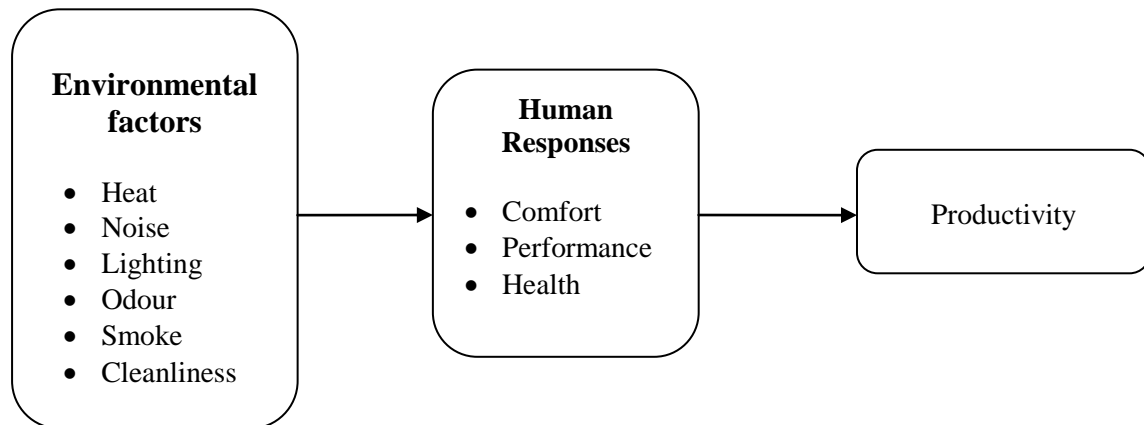 Environmental
factors
• Heat
• Noise
• Lighting
• Odour
• Smoke
• Cleanliness
Human
Responses
• Comfort
• Performance
• Health
Productivity